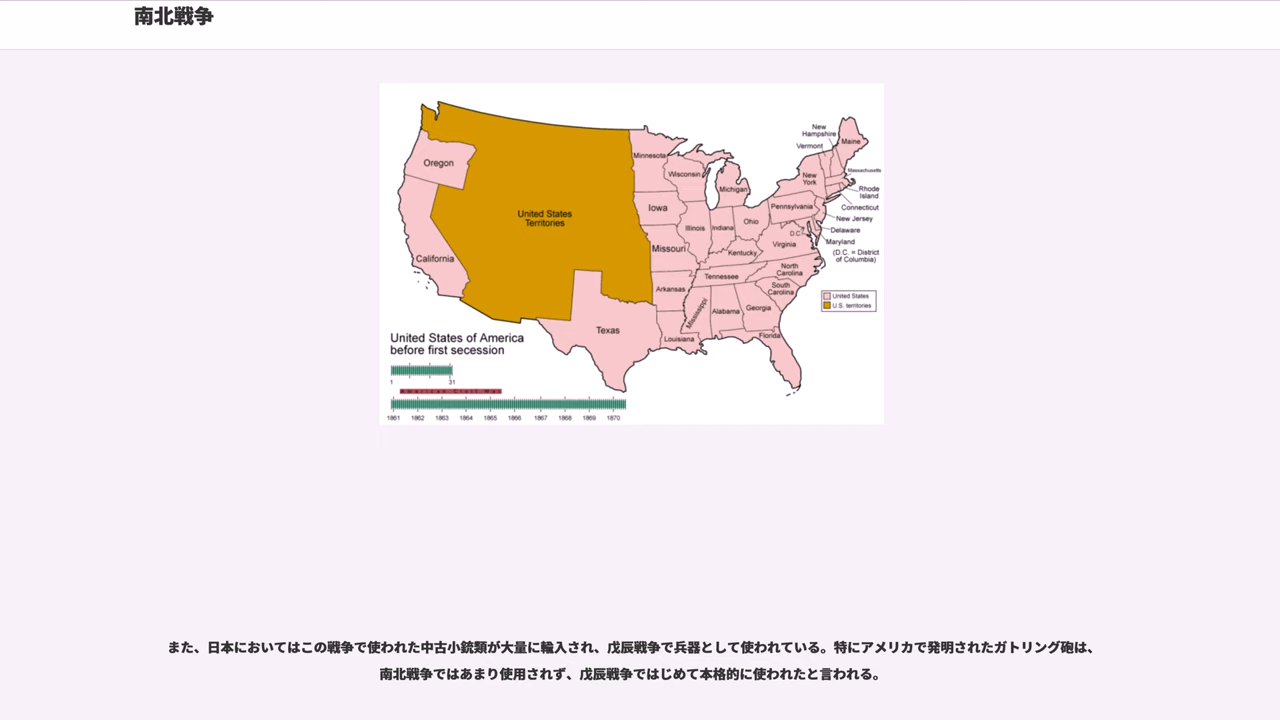 南北戦争
New
Hampshire
Vermont
Maine
Massachusetts
New
York
Rhode
Island
Connecticut
New Jersey
Delaware
Maryland
(D.C. = District
of Columbia)
Oregon
Minnesota
Wisconsin
Michigan
Pennsylvania
United States
Territories
Iowa
Illinois
Indiana
Ohio
D.C.
Virginia
California
Missouri
Kentucky
North
Carolina
Tennessee
South
Carolina
Arkansas
Mississippi
Alabama
Georgia
Texas
Louisiana
Florida
United States
U.S. territories
United States of America
before first secession
1 31
American Civil War
1861 1862 1863 1864 1865 1866 1867 1868 1869 1870
また、日本においてはこの戦争で使われた中古小銃類が大量に輸入され、戊辰戦争で兵器として使われている。特にアメリカで発明されたガトリング砲は、
南北戦争ではあまり使用されず、戊辰戦争ではじめて本格的に使われたと言われる。